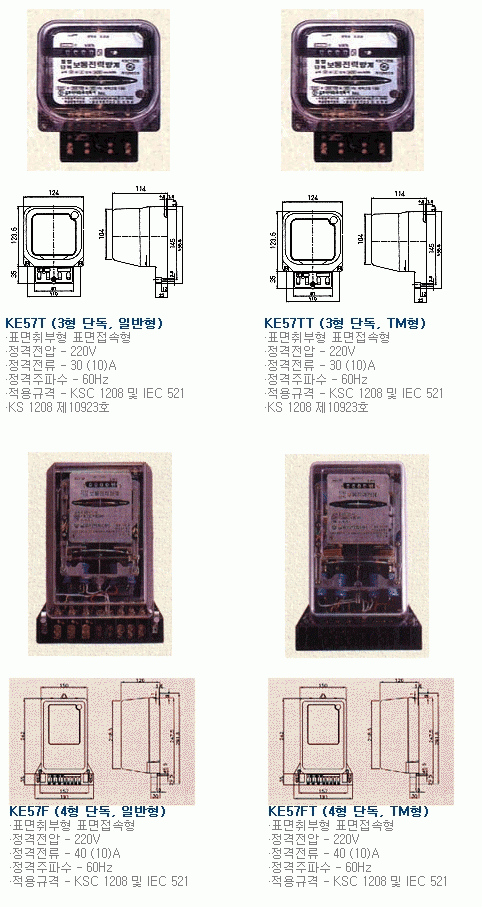 보통전력량계
보통전력량계
124
114
123.6
104
145
35
124
114
123.6
104
145
35
KE57T (3형 단독, 일반형)
·표면취부형 표면접속형
·정격전압 - 220V
·정격전류 - 30 (10)A
·정격주파수 - 60Hz
·적용규격 - KSC 1208 및 IEC 521
·KS 1208 제10923호
KE57TT (3형 단독, TM형)
·표면취부형 표면접속형
·정격전압 - 220V
·정격전류 - 30 (10)A
·정격주파수 - 60Hz
·적용규격 - KSC 1208 및 IEC 521
·KS 1208 제10923호
150
126
150
126
KE57F (4형 단독, 일반형)
·표면취부형 표면접속형
·정격전압 - 220V
·정격전류 - 40 (10)A
·정격주파수 - 60Hz
·적용규격 - KSC 1208 및 IEC 521
KE57FT (4형 단독, TM형)
·표면취부형 표면접속형
·정격전압 - 220V
·정격전류 - 40 (10)A
·정격주파수 - 60Hz
·적용규격 - KSC 1208 및 IEC 521